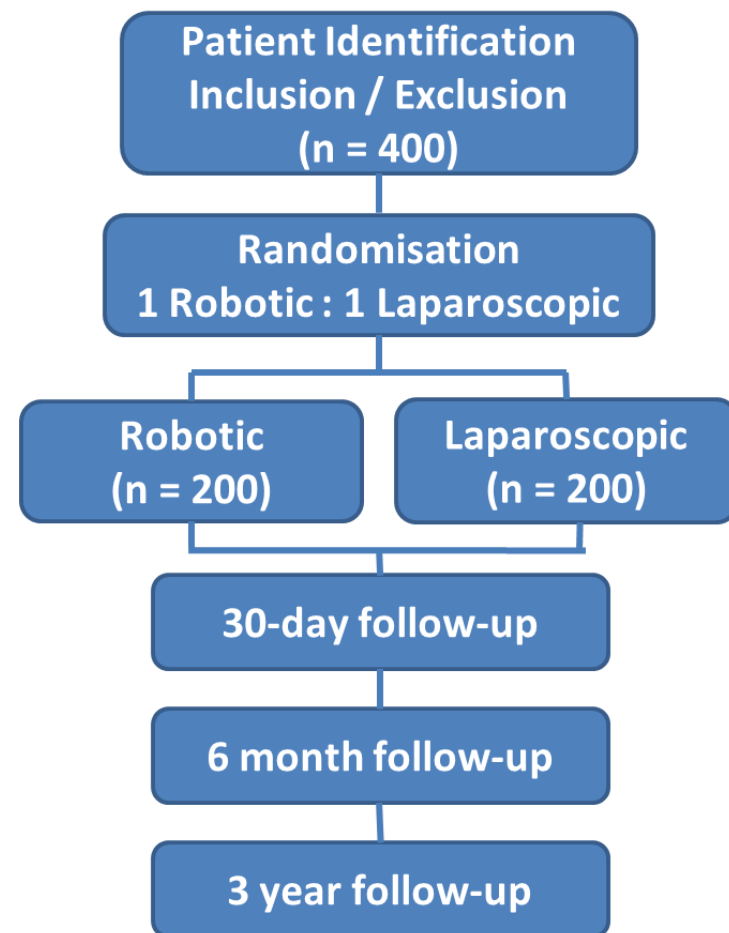 Patient Identification
Inclusion / Exclusion
(n = 400)
Randomisation
1 Robotic : 1 Laparoscopic
Robotic
(n = 200)
Laparoscopic
(n = 200)
30-day follow-up
6 month follow-up
3 year follow-up